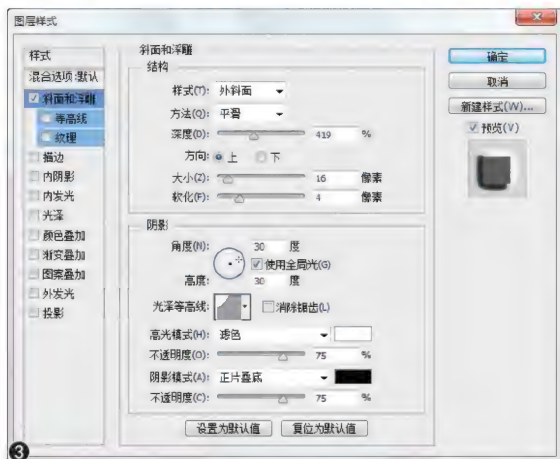 图层样式
样式
混合选项:默认
斜面和浮雕
等高线
纹理
描边
内阴影
内发光
光泽
颜色叠加
渐变叠加
图案叠加
外发光
投影
斜面和浮雕
结构
样式(T): 外斜面
方法(Q): 平滑
深度(D): 419 %
方向: 上 下
大小(Z): 16 像素
软化(F): 4 像素
阴影
角度(N): 30 度
使用全局光(G)
高度: 30 度
光泽等高线: 消除锯齿(L)
高光模式(H): 滤色
不透明度(O): 75 %
阴影模式(A): 正片叠底
不透明度(C): 75 %
设置为默认值 复位为默认值
确定
取消
新建样式(W)...
预览(V)
3